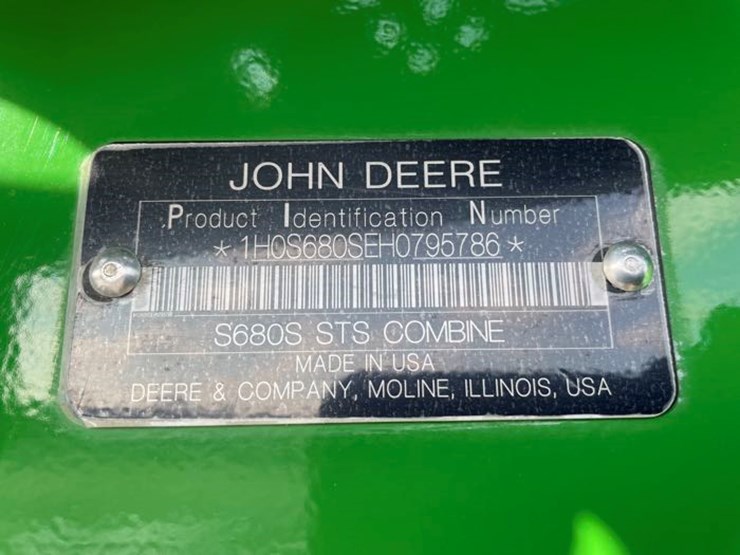 JOHN DEERE
Product Identification Number
*1H0S680SEH0795786*
S680S STS COMBINE
MADE IN USA
DEERE & COMPANY, MOLINE, ILLINOIS, USA